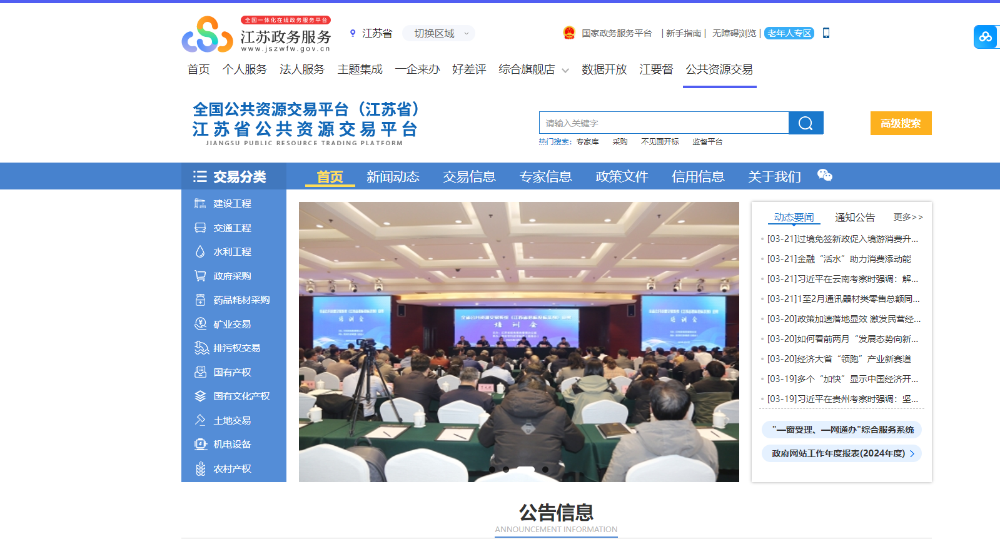 全国一体化在线政务服务平台
江苏政务服务
www.jszwfw.gov.cn
江苏省 切换区域
国家政务服务平台 | 新手指南 | 无障碍浏览 | 老年人专区
首页 个人服务 法人服务 主题集成 一企来办 好差评 综合旗舰店 数据开放 江要督 公共资源交易
全国公共资源交易平台（江苏省）
江苏省公共资源交易平台
JIANGSU PUBLIC RESOURCE TRADING PLATFORM
请输入关键字
高级搜索
热门搜索： 专家库 采购 不见面开标 监督平台
交易分类 首页 新闻动态 交易信息 专家信息 政策文件 信用信息 关于我们
建设工程
交通工程
水利工程
政府采购
药品耗材采购
矿业交易
排污权交易
国有产权
国有文化产权
土地交易
机电设备
农村产权
培训会
培训会
培训会
动态要闻 通知公告 更多>>
[03-21]过境免签新政促入境游消费升...
[03-21]金融“活水”助力消费添动能
[03-21]习近平在云南考察时强调：解...
[03-21]1至2月通讯器材类零售总额同...
[03-20]政策加速落地显效 激发民营经...
[03-20]如何看前两月“发展态势向新...
[03-20]经济大省“领跑”产业新赛道
[03-19]多个“加快”显示中国经济开...
[03-19]习近平在贵州考察时强调：坚...
"一窗受理、一网通办"综合服务系统
政府网站工作年度报表(2024年度) >
公告信息
ANNOUNCEMENT INFORMATION